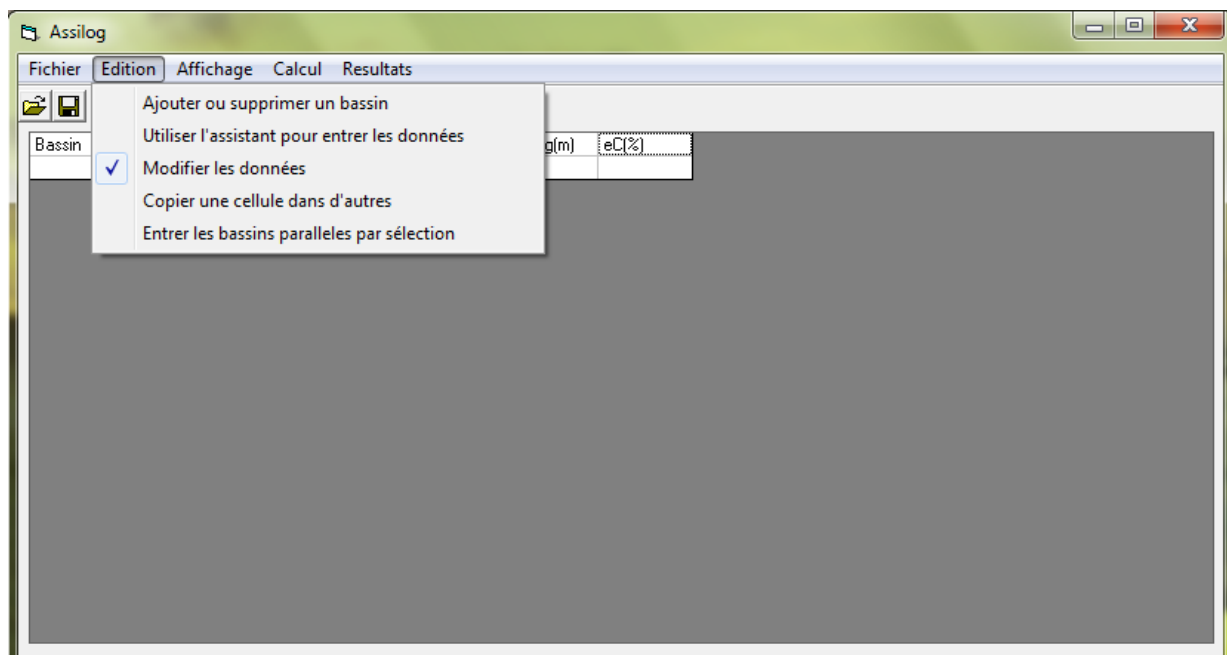 Assilog
Fichier Edition Affichage Calcul Resultats
Ajouter ou supprimer un bassin
Utiliser l'assistant pour entrer les données
Bassin g(m) eC(%)
Modifier les données
Copier une cellule dans d'autres
Entrer les bassins paralleles par sélection